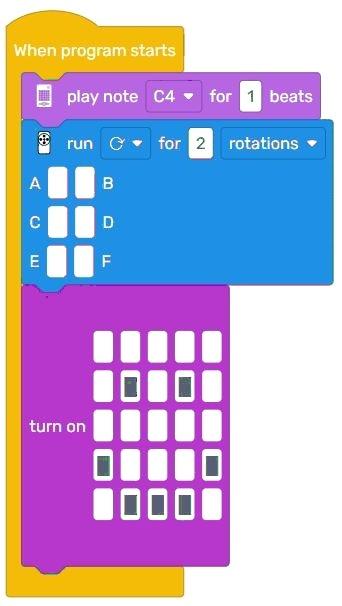 When program starts
play note C4 for 1 beats
run for 2 rotations
A B
C D
E F
turn on